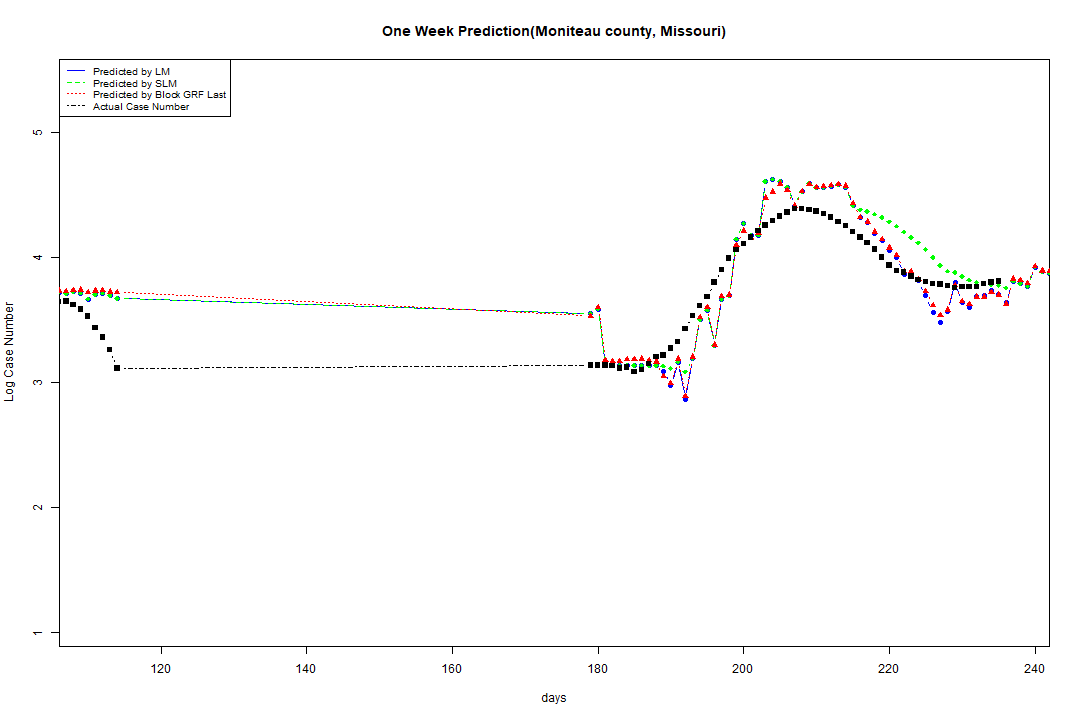 One Week Prediction(Moniteau county, Missouri)
Predicted by LM
Predicted by SLM
Predicted by Block GRF Last
Actual Case Number
5
4
3
2
1
Log Case Number
120 140 160 180 200 220 240
days